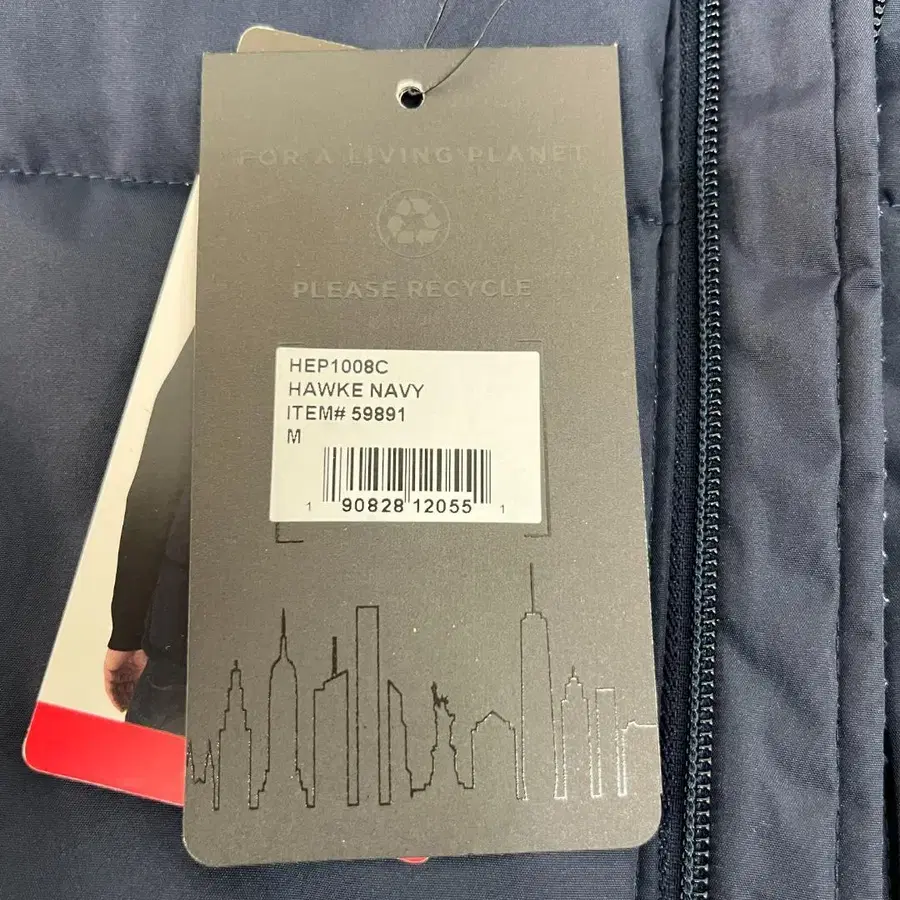 FOR A LIVING PLANET
PLEASE RECYCLE
HEP1008C
HAWKE NAVY
ITEM# 59891
M
1 90828 12055 1